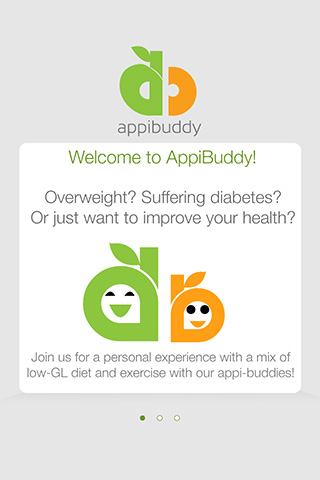 appibuddy
Welcome to AppiBuddy!
Overweight? Suffering diabetes?
Or just want to improve your health?
Join us for a personal experience with a mix of
low-GL diet and exercise with our appi-buddies!